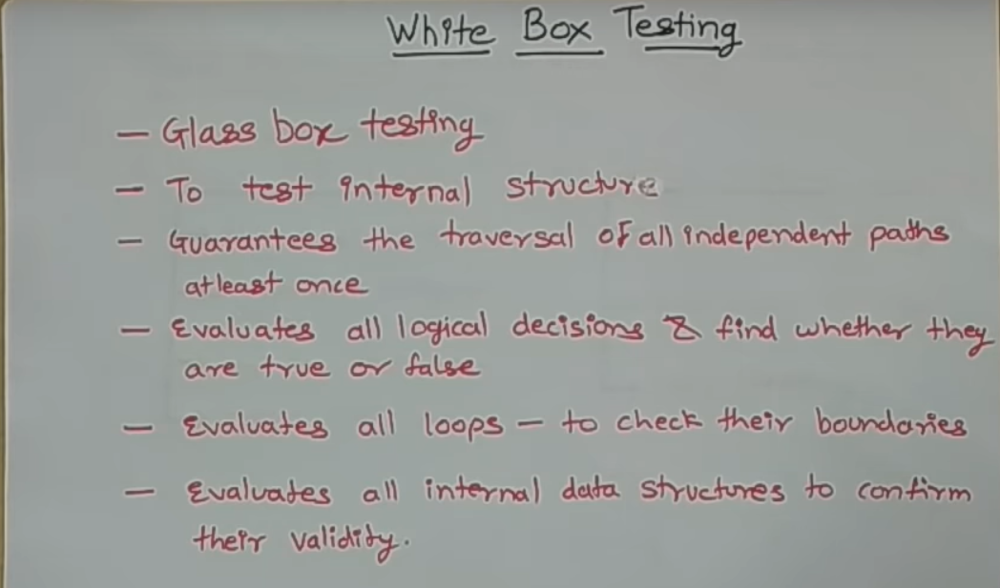 White Box Testing
- Glass box testing
- To test internal structure
- Guarantees the traversal of all independent paths
atleast once
- Evaluates all logical decisions & find whether they
are true or false
- Evaluates all loops - to check their boundaries
- Evaluates all internal data structures to confirm
their validity.